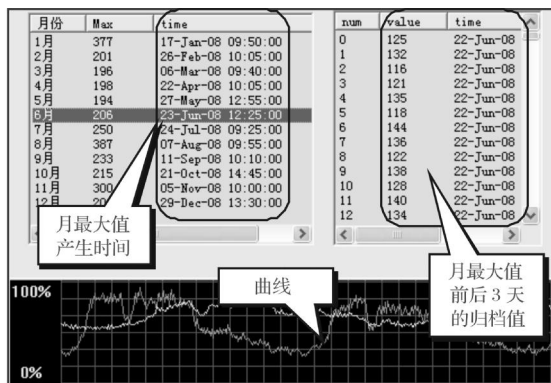 月份 Max time
1月 377 17-Jan-08 09:50:00
2月 201 26-Feb-08 10:05:00
3月 196 06-Mar-08 09:40:00
4月 198 22-Apr-08 10:05:00
5月 194 27-May-08 12:55:00
6月 206 23-Jun-08 12:25:00
7月 250 24-Jul-08 09:25:00
8月 387 07-Aug-08 09:55:00
9月 233 11-Sep-08 10:10:00
10月 215 21-Oct-08 14:45:00
11月 300 05-Nov-08 10:00:00
12月 29-Dec-08 13:30:00
num value time
0 125 22-Jun-08
1 132 22-Jun-08
2 116 22-Jun-08
3 121 22-Jun-08
4 135 22-Jun-08
5 118 22-Jun-08
6 144 22-Jun-08
7 136 22-Jun-08
8 122 22-Jun-08
9 138 22-Jun-08
10 128 22-Jun-08
11 140 22-Jun-08
12 134 22-Jun-08
月最大值
产生时间
曲线
月最大值
前后3天
的归档值
100%
0%